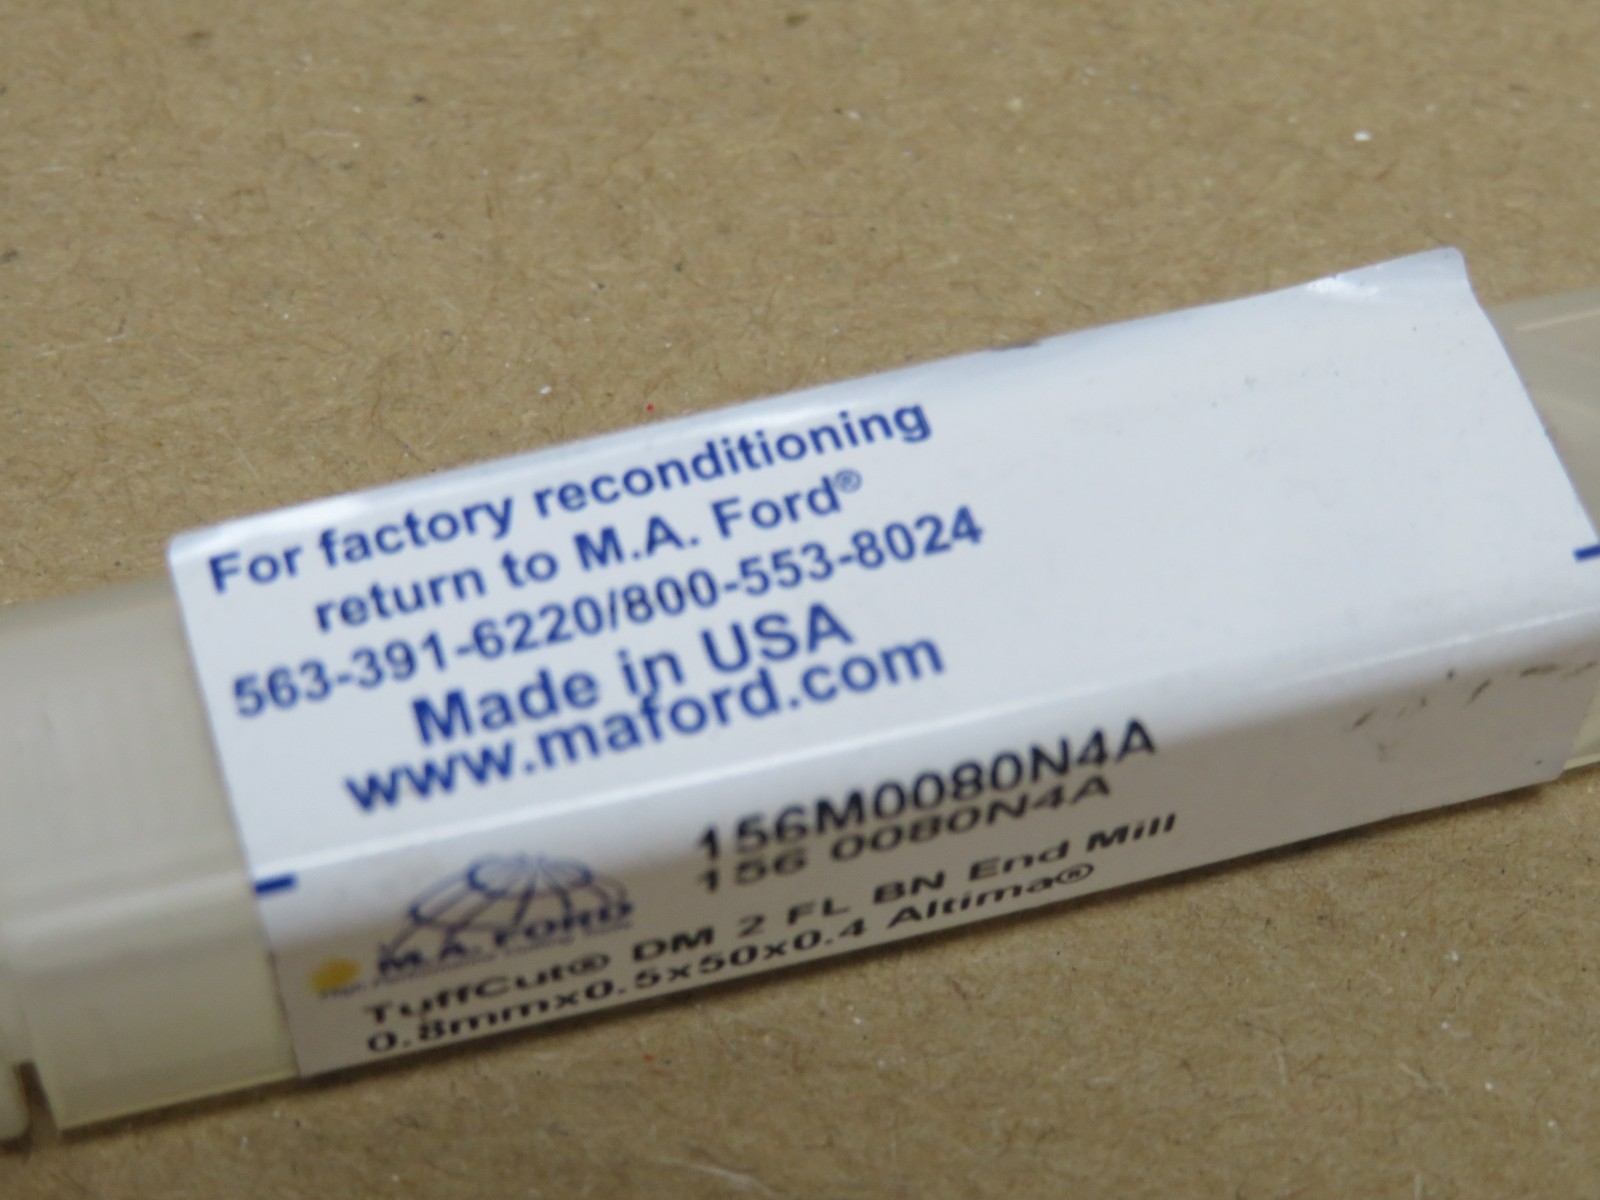 For factory reconditioning
return to M.A. Ford®
563-391-6220/800-553-8024
Made in USA
www.maford.com
156M0080N4A
156 0080N4A
M.A. FORD
TuffCut® DM 2 FL BN End Mill
0.8mmx0.5x50x0.4 Altima®